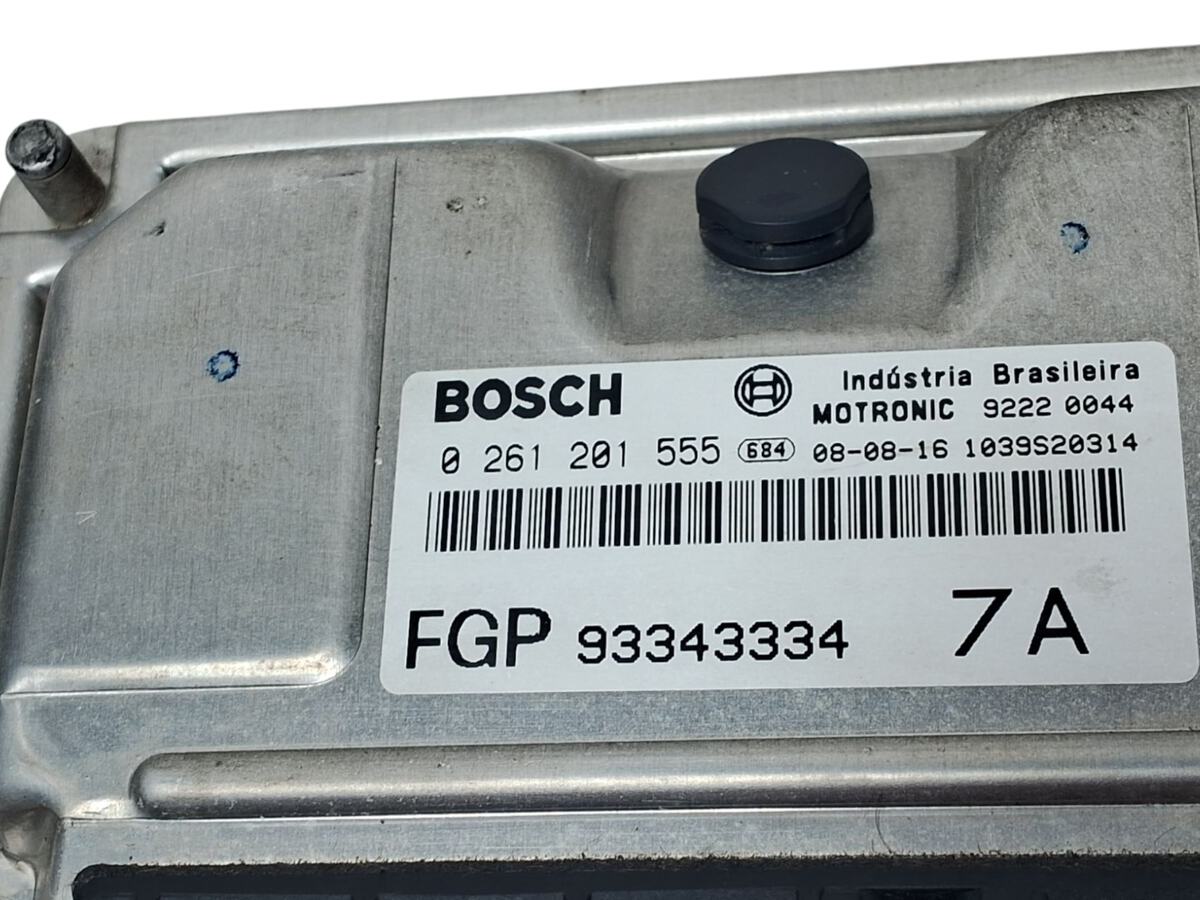 BOSCH Indústria Brasileira
MOTRONIC 9222 0044
0 261 201 555 684 08-08-16 1039S20314
FGP 93343334 7A